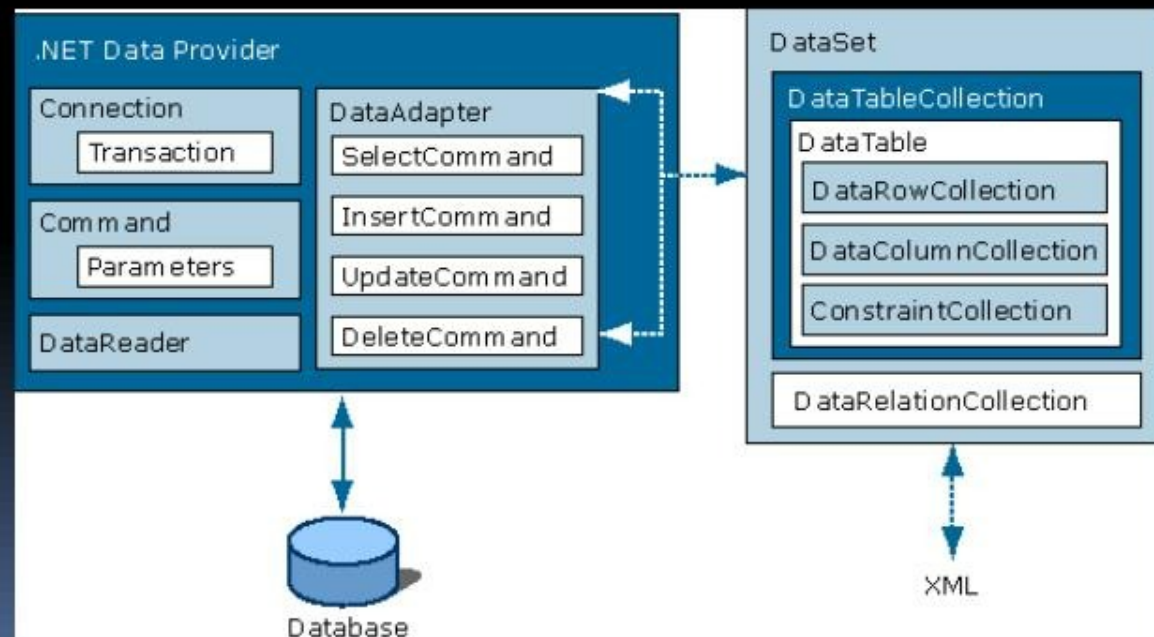 .NET Data Provider
Connection
Transaction
Command
Parameters
DataReader
DataAdapter
SelectCommand
InsertCommand
UpdateCommand
DeleteCommand
Database
DataSet
DataTableCollection
DataTable
DataRowCollection
DataColumnCollection
ConstraintCollection
DataRelationCollection
XML